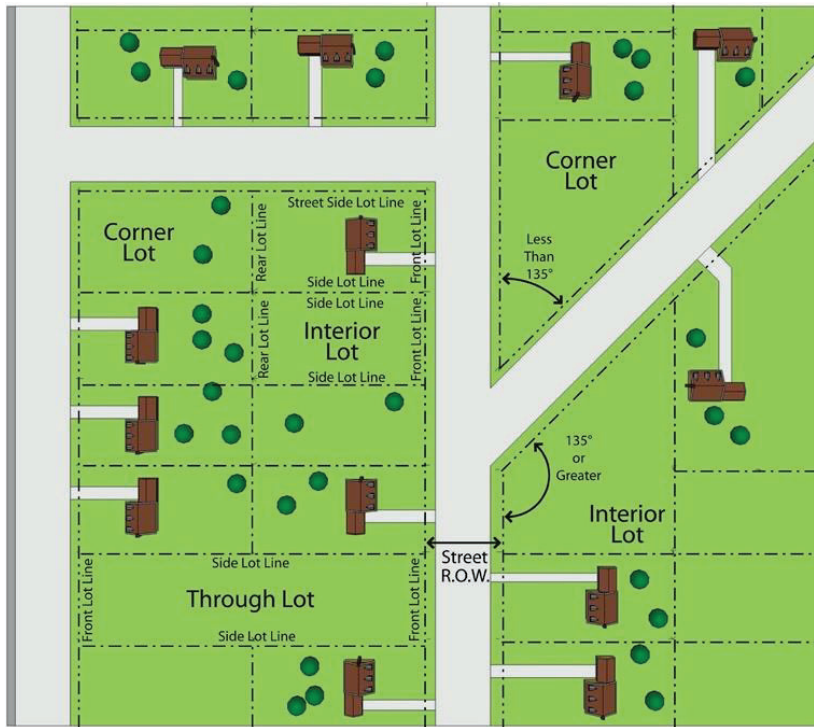 Corner
Lot
Rear Lot Line
Street Side Lot Line
Front Lot Line
Side Lot Line
Side Lot Line
Rear Lot Line
Interior
Lot
Front Lot Line
Side Lot Line
Corner
Lot
Less
Than
135°
135°
or
Greater
Interior
Lot
Street
R.O.W.
Front Lot Line
Side Lot Line
Through Lot
Side Lot Line
Front Lot Line